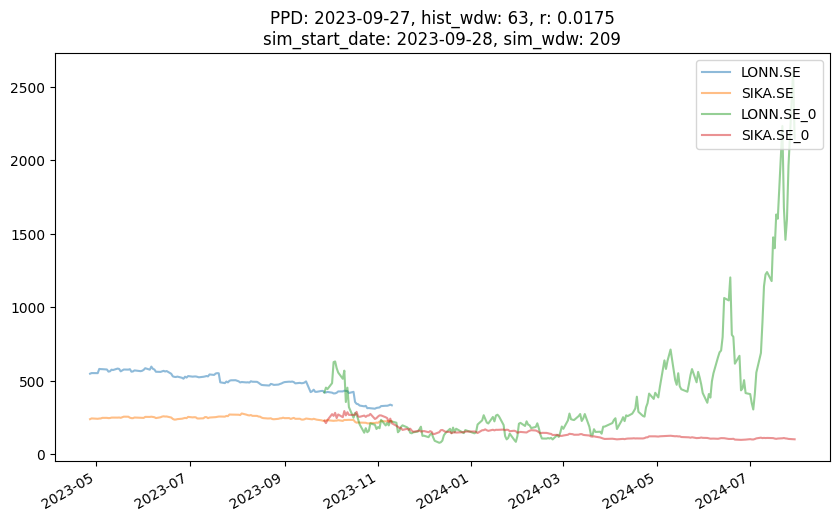 PPD: 2023-09-27, hist_wdw: 63, r: 0.0175
sim_start_date: 2023-09-28, sim_wdw: 209
LONN.SE
SIKA.SE
LONN.SE_0
SIKA.SE_0
2500
2000
1500
1000
500
0
2023-05
2023-07
2023-09
2023-11
2024-01
2024-03
2024-05
2024-07